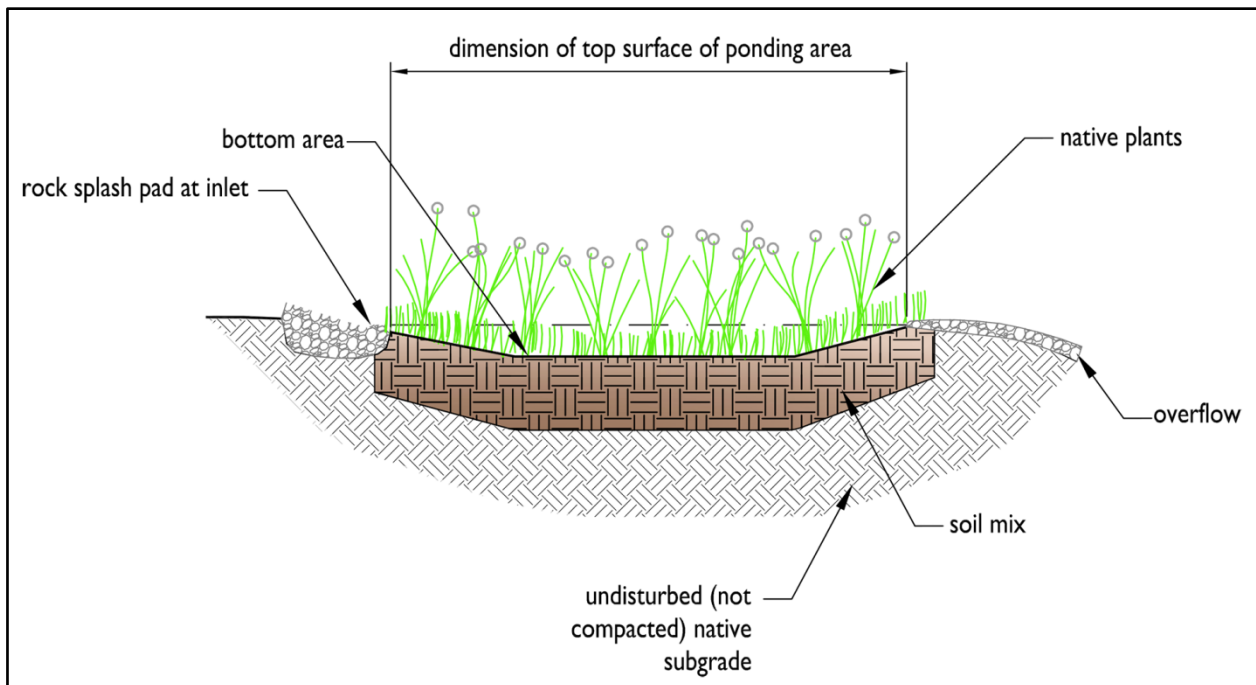 dimension of top surface of ponding area
bottom area
native plants
rock splash pad at inlet
overflow
soil mix
undisturbed (not
compacted) native
subgrade